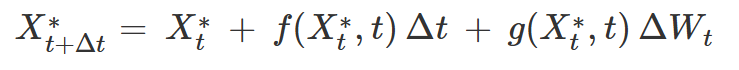 X*_{t+Δt} = X*_t + f(X*_t, t) Δt + g(X*_t, t) ΔW_t